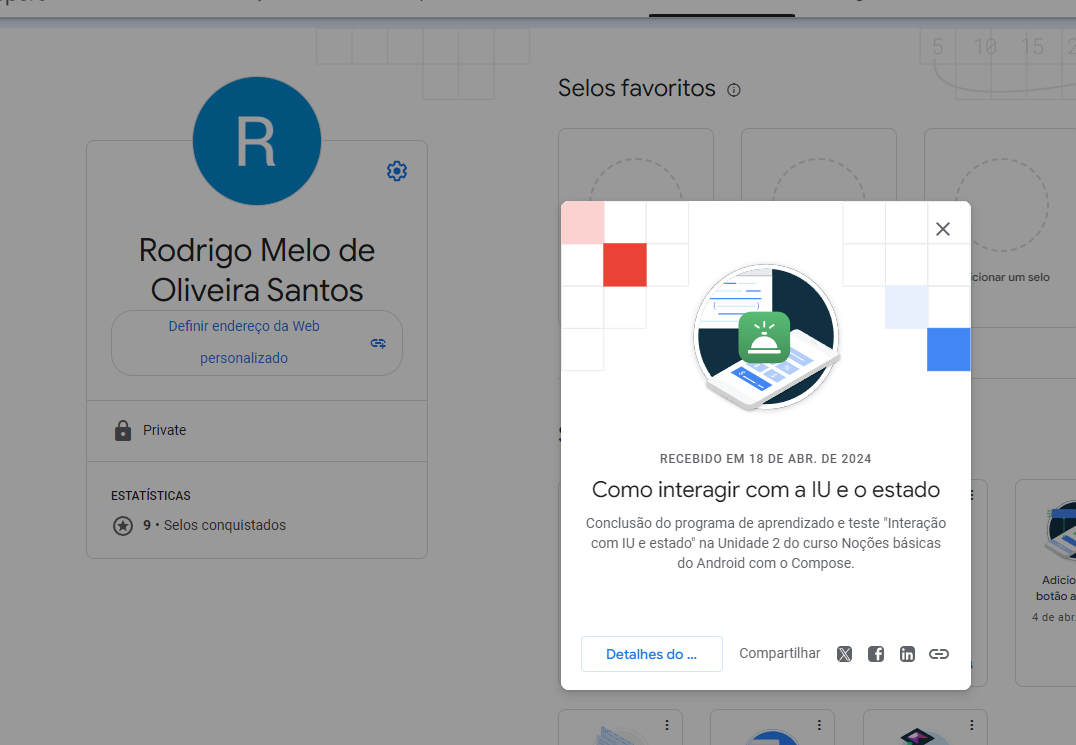 5 10 15
R
Rodrigo Melo de
Oliveira Santos
Definir endereço da Web
personalizado
Private
ESTATÍSTICAS
9 • Selos conquistados
Selos favoritos
cionar um selo
RECEBIDO EM 18 DE ABR. DE 2024
Como interagir com a IU e o estado
Conclusão do programa de aprendizado e teste "Interação
com IU e estado" na Unidade 2 do curso Noções básicas
do Android com o Compose.
Detalhes do ...
Compartilhar
Adicio
botão a
4 de abr.